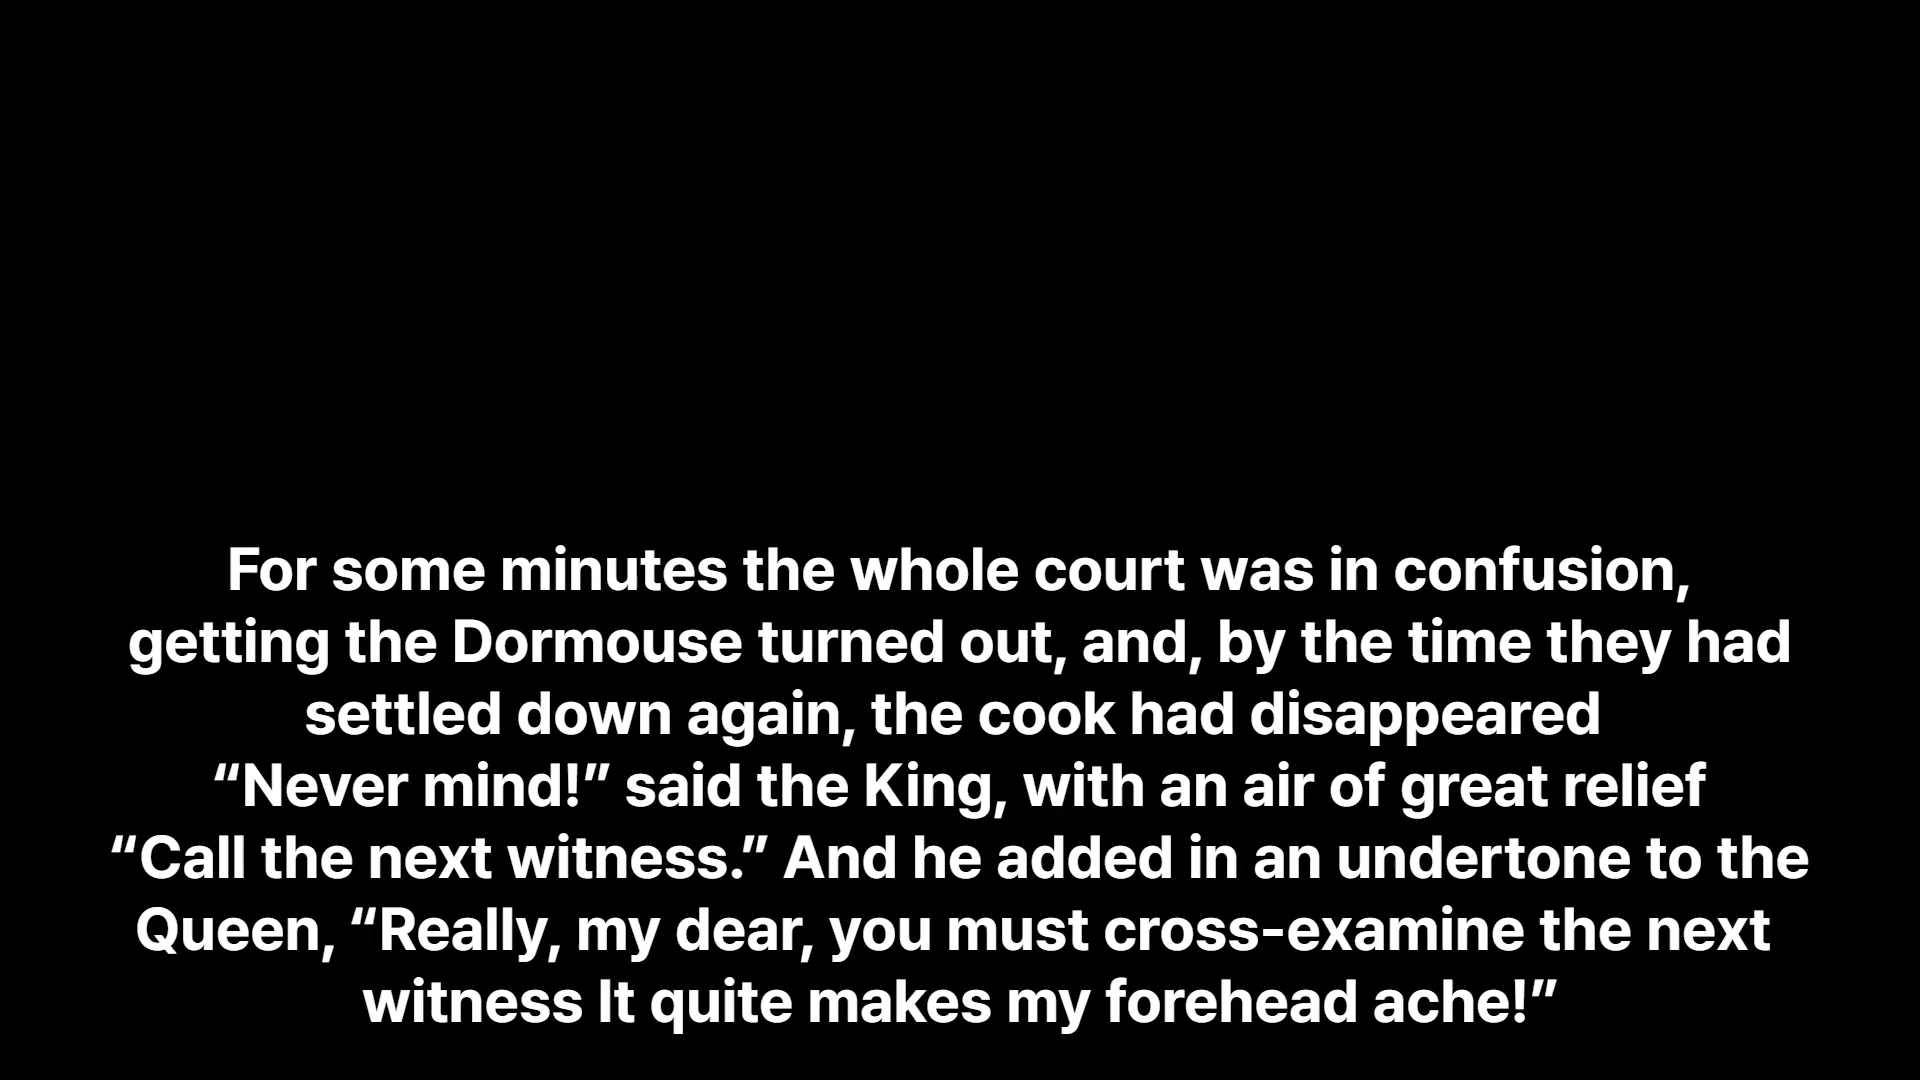 For some minutes the whole court was in confusion,
getting the Dormouse turned out, and, by the time they had
settled down again, the cook had disappeared
“Never mind!” said the King, with an air of great relief
“Call the next witness.” And he added in an undertone to the
Queen, “Really, my dear, you must cross-examine the next
witness It quite makes my forehead ache!”